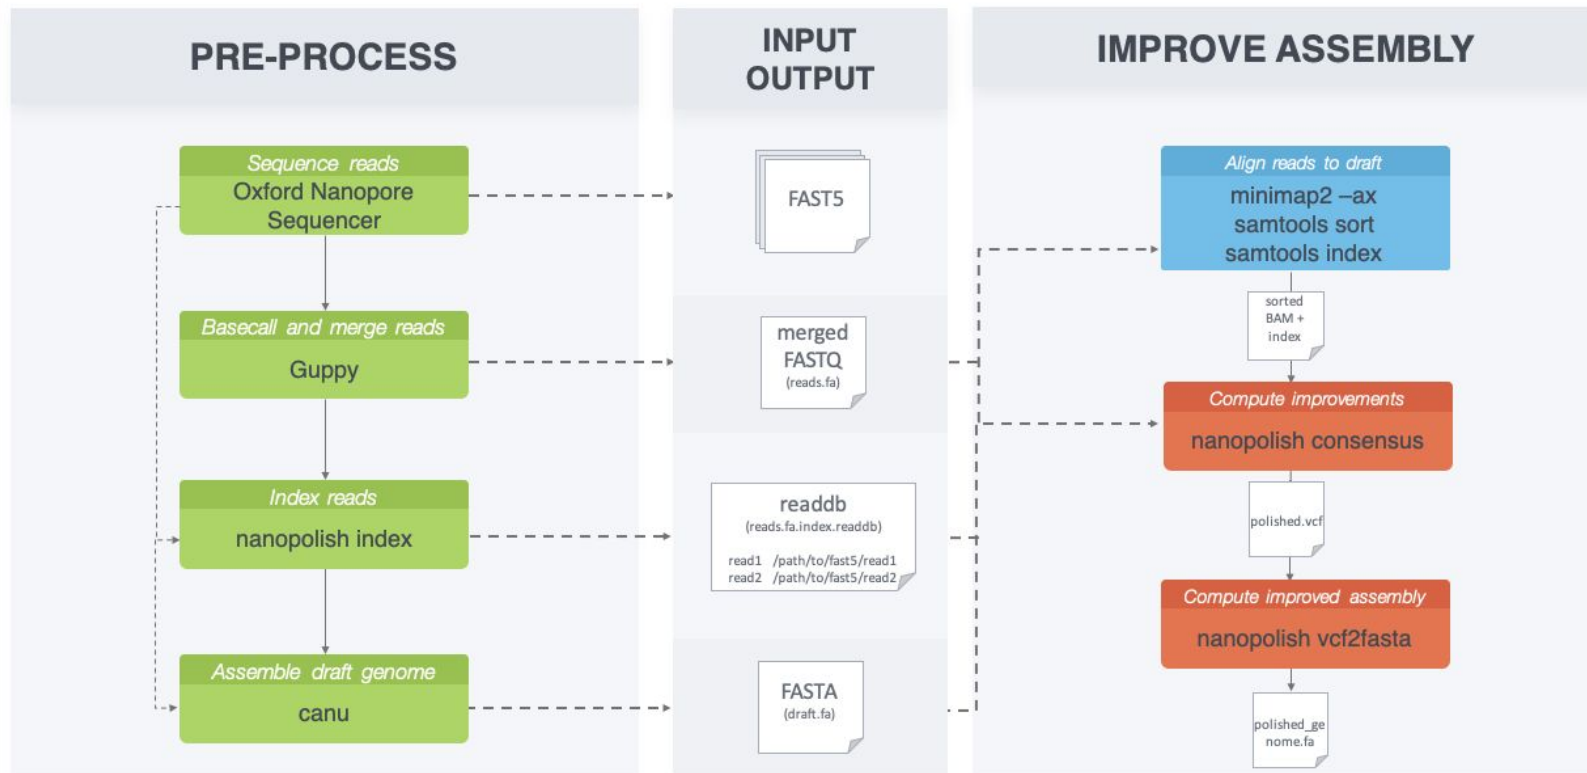 PRE-PROCESS
Sequence reads
Oxford Nanopore
Sequencer
Basecall and merge reads
Guppy
Index reads
nanopolish index
Assemble draft genome
canu
INPUT
OUTPUT
FAST5
merged
FASTQ
(reads.fa)
readdb
(reads.fa.index.readdb)
read1 /path/to/fast5/read1
read2 /path/to/fast5/read2
FASTA
(draft.fa)
IMPROVE ASSEMBLY
Align reads to draft
minimap2 –ax
samtools sort
samtools index
sorted
BAM +
index
Compute improvements
nanopolish consensus
polished.vcf
Compute improved assembly
nanopolish vcf2fasta
polished_ge
nome.fa